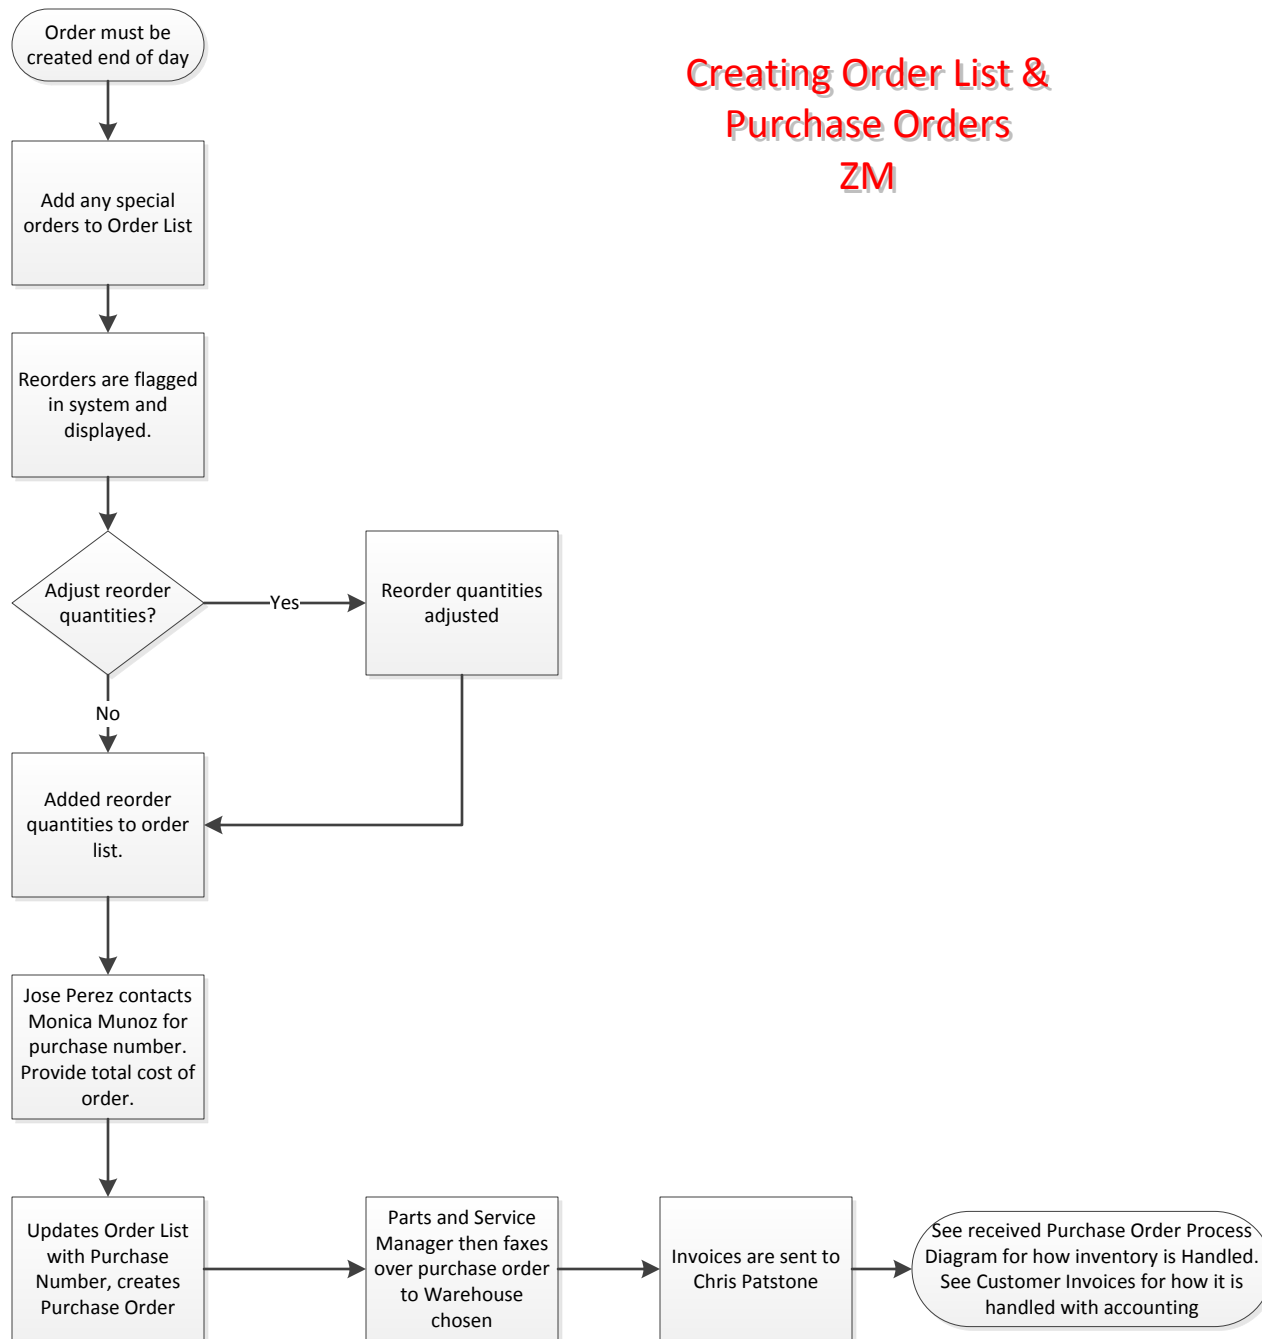 Order must be
created end of day
Creating Order List &
Purchase Orders
ZM
Add any special
orders to Order List
Reorders are flagged
in system and
displayed.
Adjust reorder
quantities?
Yes
Reorder quantities
adjusted
No
Added reorder
quantities to order
list.
Jose Perez contacts
Monica Munoz for
purchase number.
Provide total cost of
order.
Updates Order List
with Purchase
Number, creates
Purchase Order
Parts and Service
Manager then faxes
over purchase order
to Warehouse
chosen
Invoices are sent to
Chris Patstone
See received Purchase Order Process
Diagram for how inventory is Handled.
See Customer Invoices for how it is
handled with accounting